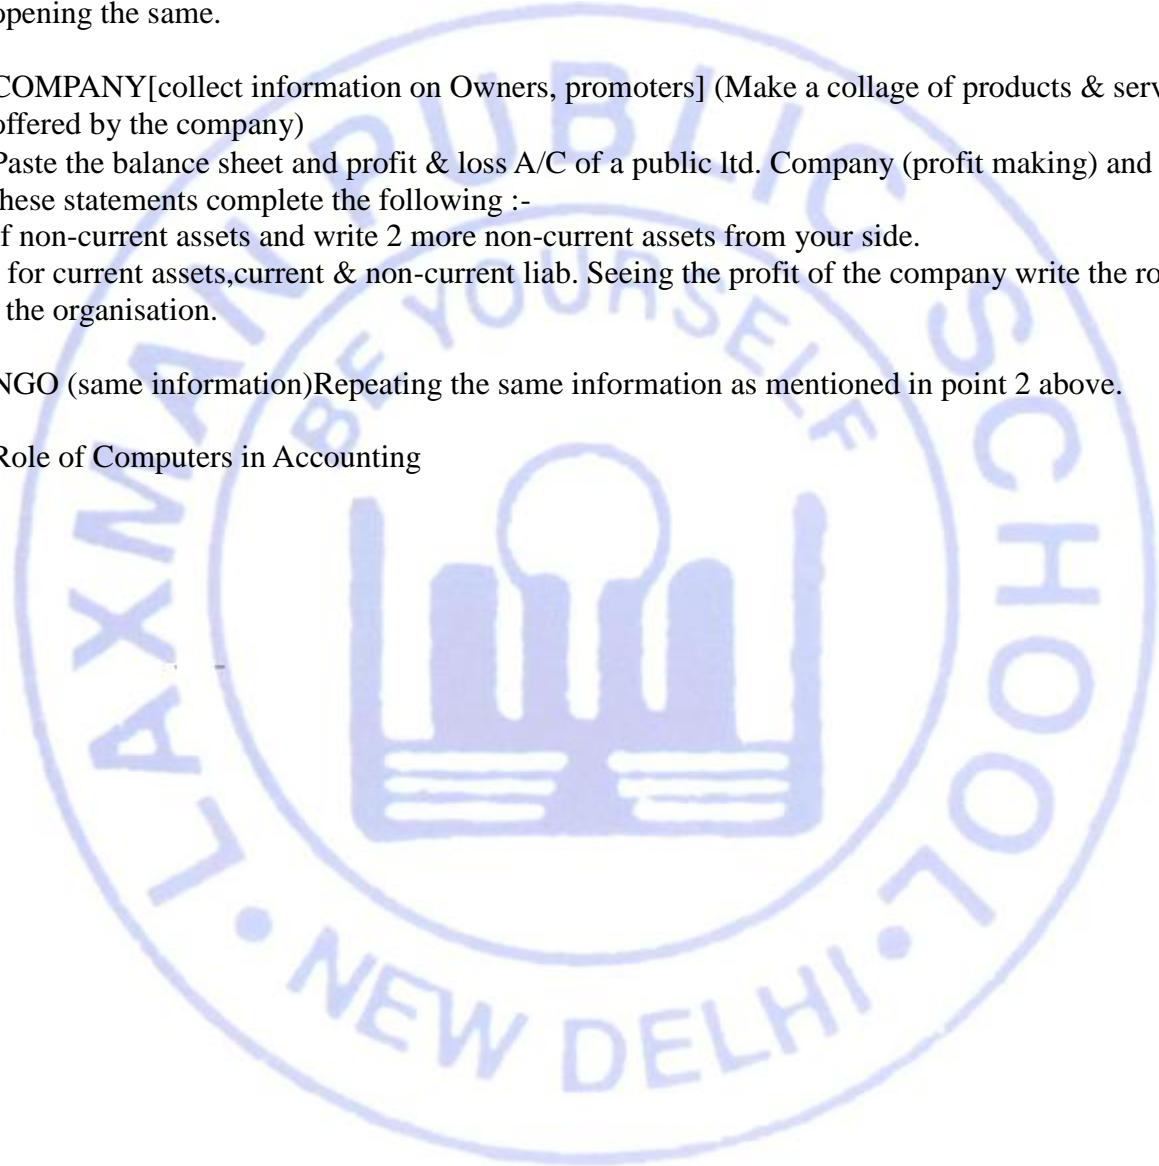 opening the same.
COMPANY[collect information on Owners, promoters] (Make a collage of products & serv
offered by the company)
Paste the balance sheet and profit & loss A/C of a public ltd. Company (profit making) and
these statements complete the following :-
f non-current assets and write 2 more non-current assets from your side.
for current assets,current & non-current liab. Seeing the profit of the company write the ro
the organisation.
NGO (same information)Repeating the same information as mentioned in point 2 above.
Role of Computers in Accounting
LAXMAN PUBLIC SCHOOL
BE YOURSELF
NEW DELHI